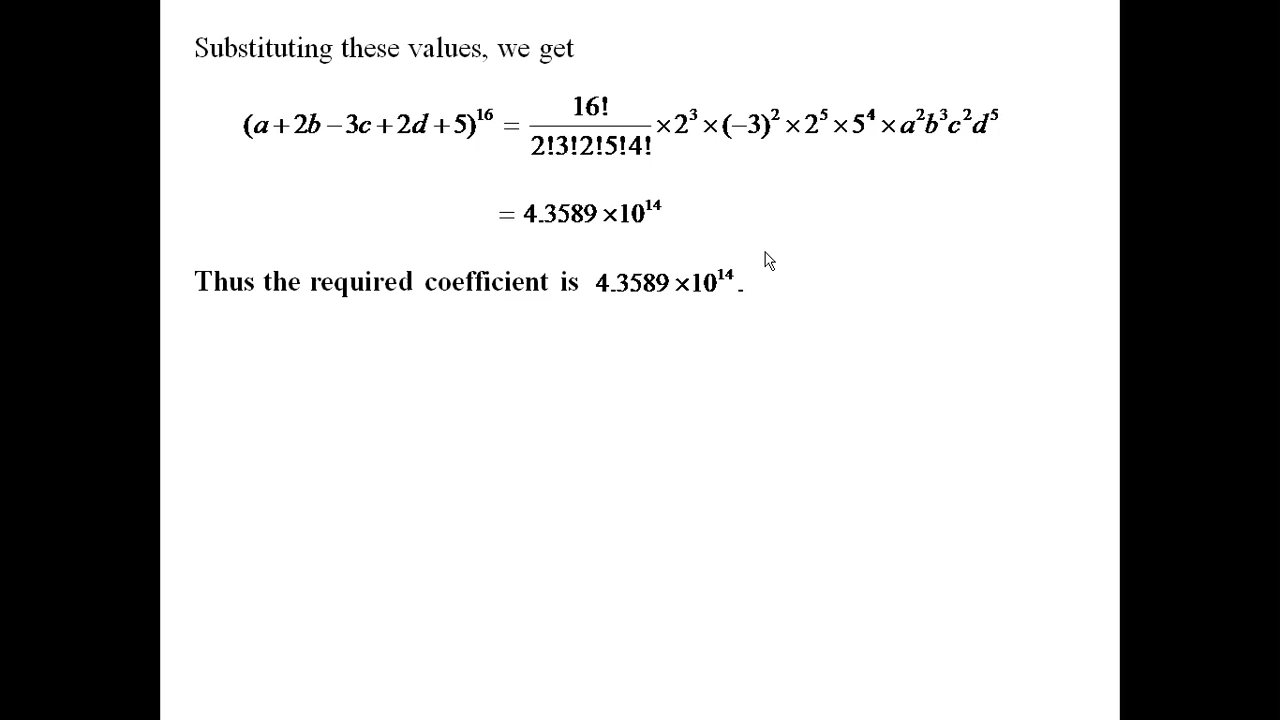 Substituting these values, we get
(a + 2b − 3c + 2d + 5)^16 = 16! / 2!3!2!5!4! × 2^3 × (−3)^2 × 2^5 × 5^4 × a^2b^3c^2d^5
= 4.3589 × 10^14
Thus the required coefficient is 4.3589 × 10^14.